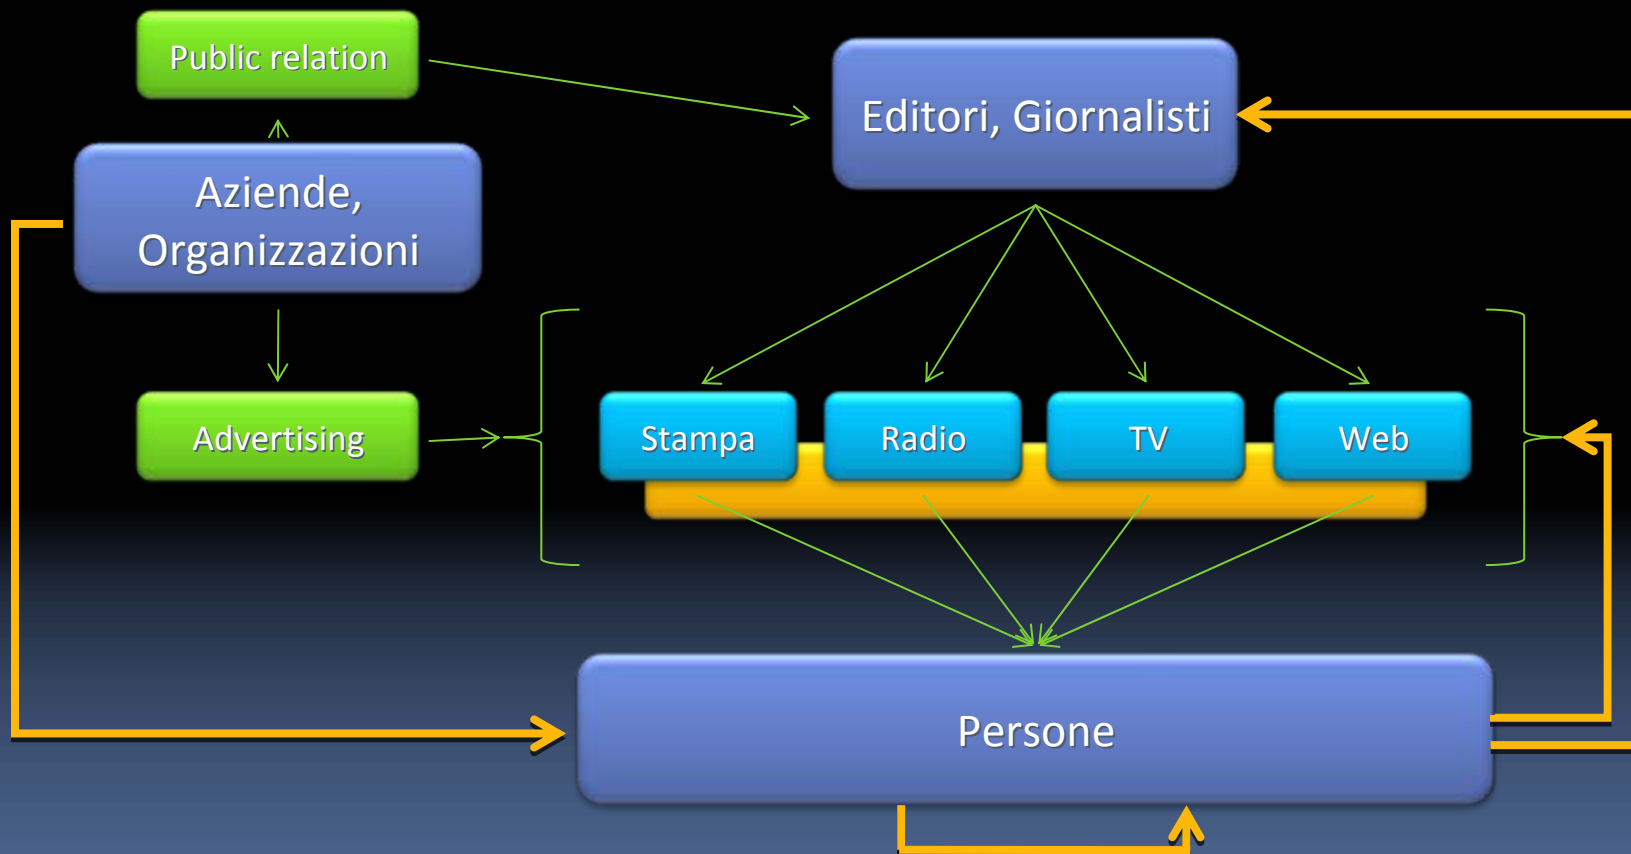 Public relation
Editori, Giornalisti
Aziende,
Organizzazioni
Advertising
Stampa
Radio
TV
Web
Persone